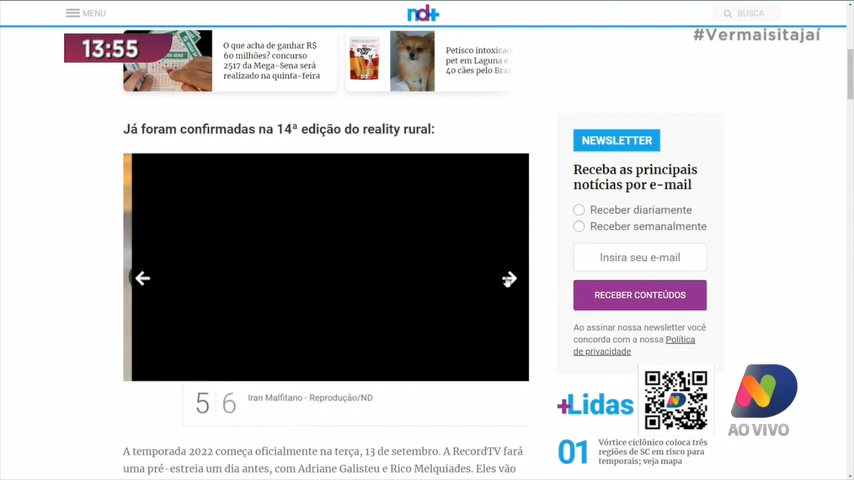 MENU
nd+
BUSCA
#Vermaisitajaí
13:55
O que acha de ganhar R$
60 milhões? concurso
2517 da Mega-Sena será
realizado na quinta-feira
Petisco intoxicad
pet em Laguna e
40 cães pelo Bras
Já foram confirmadas na 14ª edição do reality rural:
5 6
Iran Malfitano - Reprodução/ND
A temporada 2022 começa oficialmente na terça, 13 de setembro. A RecordTV fará
uma pré-estreia um dia antes, com Adriane Galisteu e Rico Melquiades. Eles vão
NEWSLETTER
Receba as principais
notícias por e-mail
Receber diariamente
Receber semanalmente
Insira seu e-mail
RECEBER CONTEÚDOS
Ao assinar nossa newsletter você
concorda com a nossa Política
de privacidade
+Lidas
01
Vórtice ciclônico coloca três
regiões de SC em risco para
temporais; veja mapa
AO VIVO